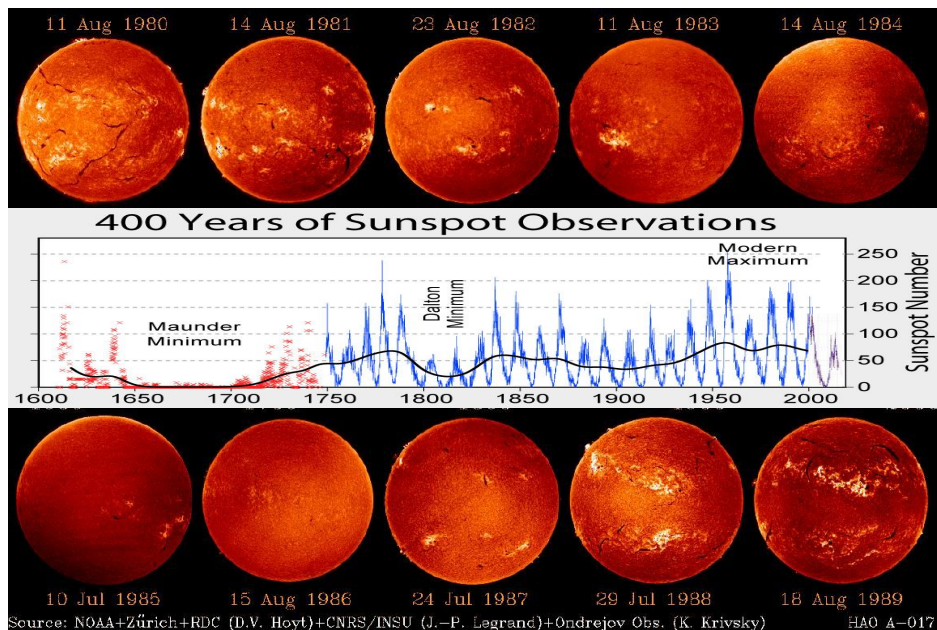 11 Aug 1980 14 Aug 1981 23 Aug 1982 11 Aug 1983 14 Aug 1984
400 Years of Sunspot Observations
Modern
Maximum
Dalton
Minimum
Maunder
Minimum
250
200
150
100
50
0
Sunspot Number
1600 1650 1700 1750 1800 1850 1900 1950 2000
10 Jul 1985 15 Aug 1986 24 Jul 1987 29 Jul 1988 18 Aug 1989
Source: NOAA+Zűrich+RDC (D.V. Hoyt)+CNRS/INSU (J.-P. Legrand)+Ondrejov Obs. (K. Krivsky) HAO A-017